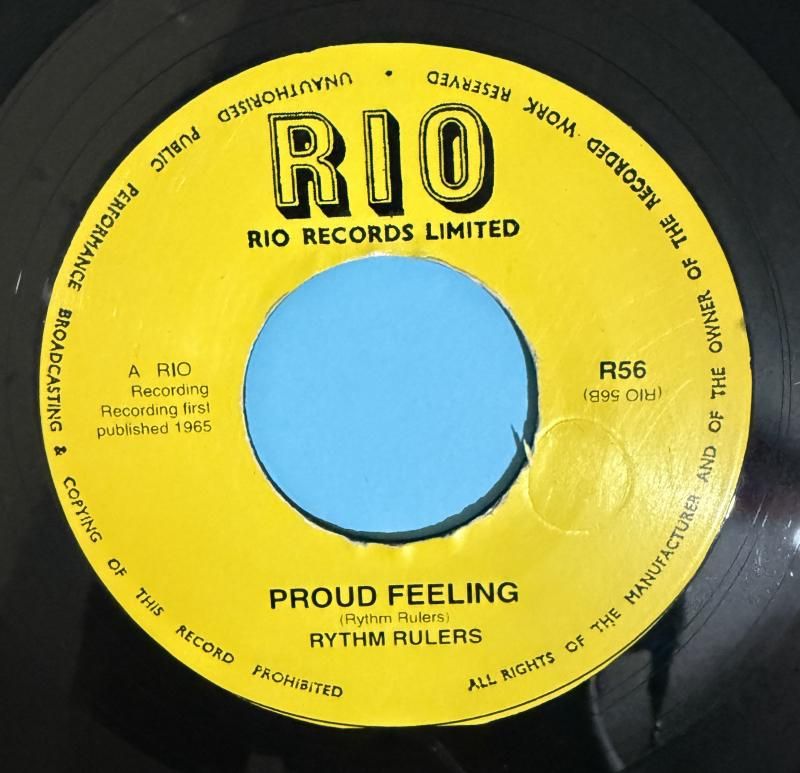 RIO
RIO RECORDS LIMITED
A RIO
Recording
Recording first
published 1965
R56
(RIO 56B)
PROUD FEELING
(Rythm Rulers)
RYTHM RULERS
ALL RIGHTS OF THE MANUFACTURER AND OF THE OWNER OF THE RECORDED WORK RESERVED · UNAUTHORISED PUBLIC PERFORMANCE BROADCASTING & COPYING OF THIS RECORD PROHIBITED